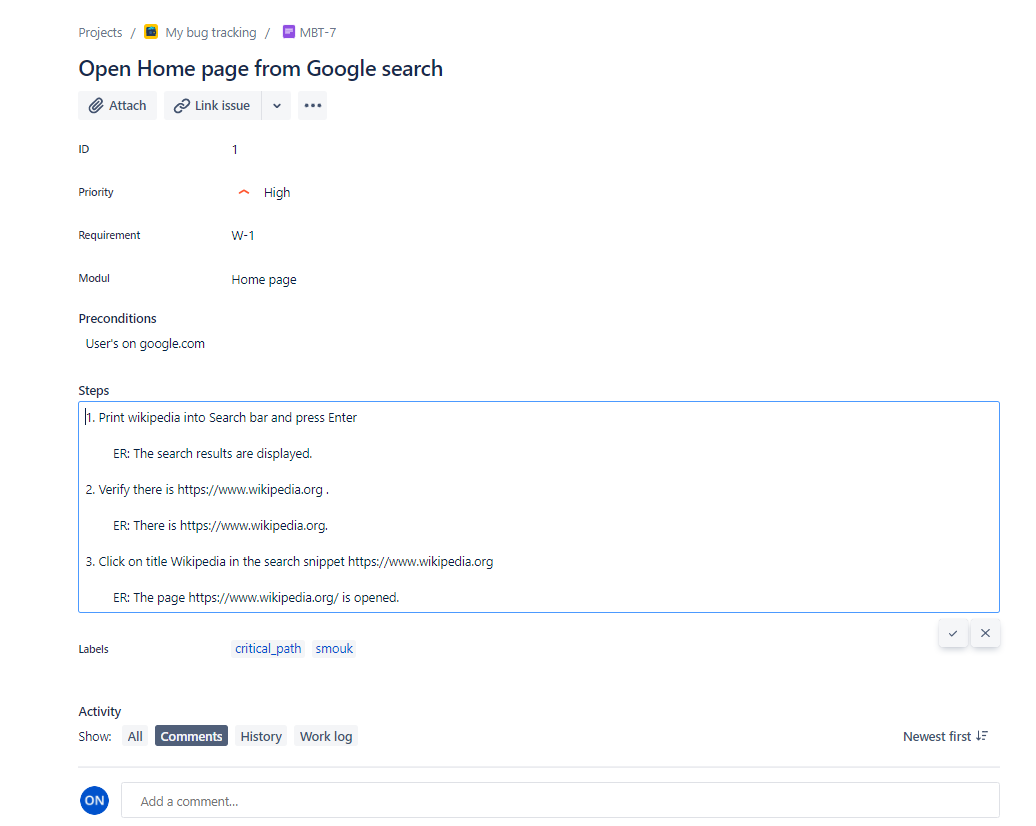 Projects / My bug tracking / MBT-7
Open Home page from Google search
Attach Link issue
ID 1
Priority High
Requirement W-1
Modul Home page
Preconditions
User's on google.com
Steps
1. Print wikipedia into Search bar and press Enter
ER: The search results are displayed.
2. Verify there is https://www.wikipedia.org .
ER: There is https://www.wikipedia.org.
3. Click on title Wikipedia in the search snippet https://www.wikipedia.org
ER: The page https://www.wikipedia.org/ is opened.
Labels critical_path smouk
Activity
Show: All Comments History Work log Newest first
ON Add a comment...